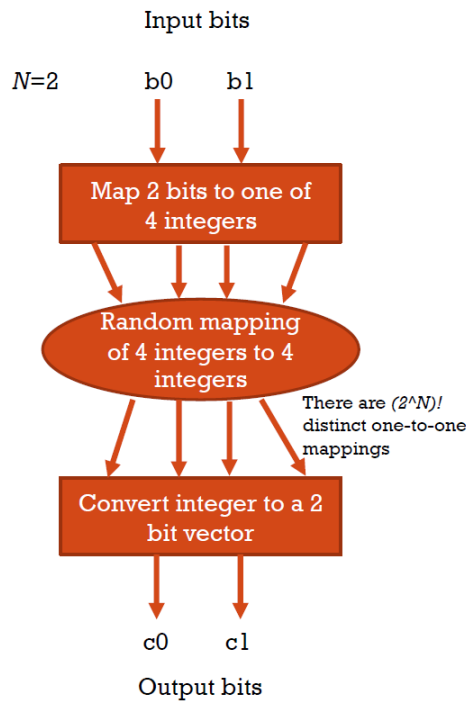 Input bits
N=2 b0 b1
Map 2 bits to one of
4 integers
Random mapping
of 4 integers to 4
integers
There are (2^N)!
distinct one-to-one
mappings
Convert integer to a 2
bit vector
c0 c1
Output bits